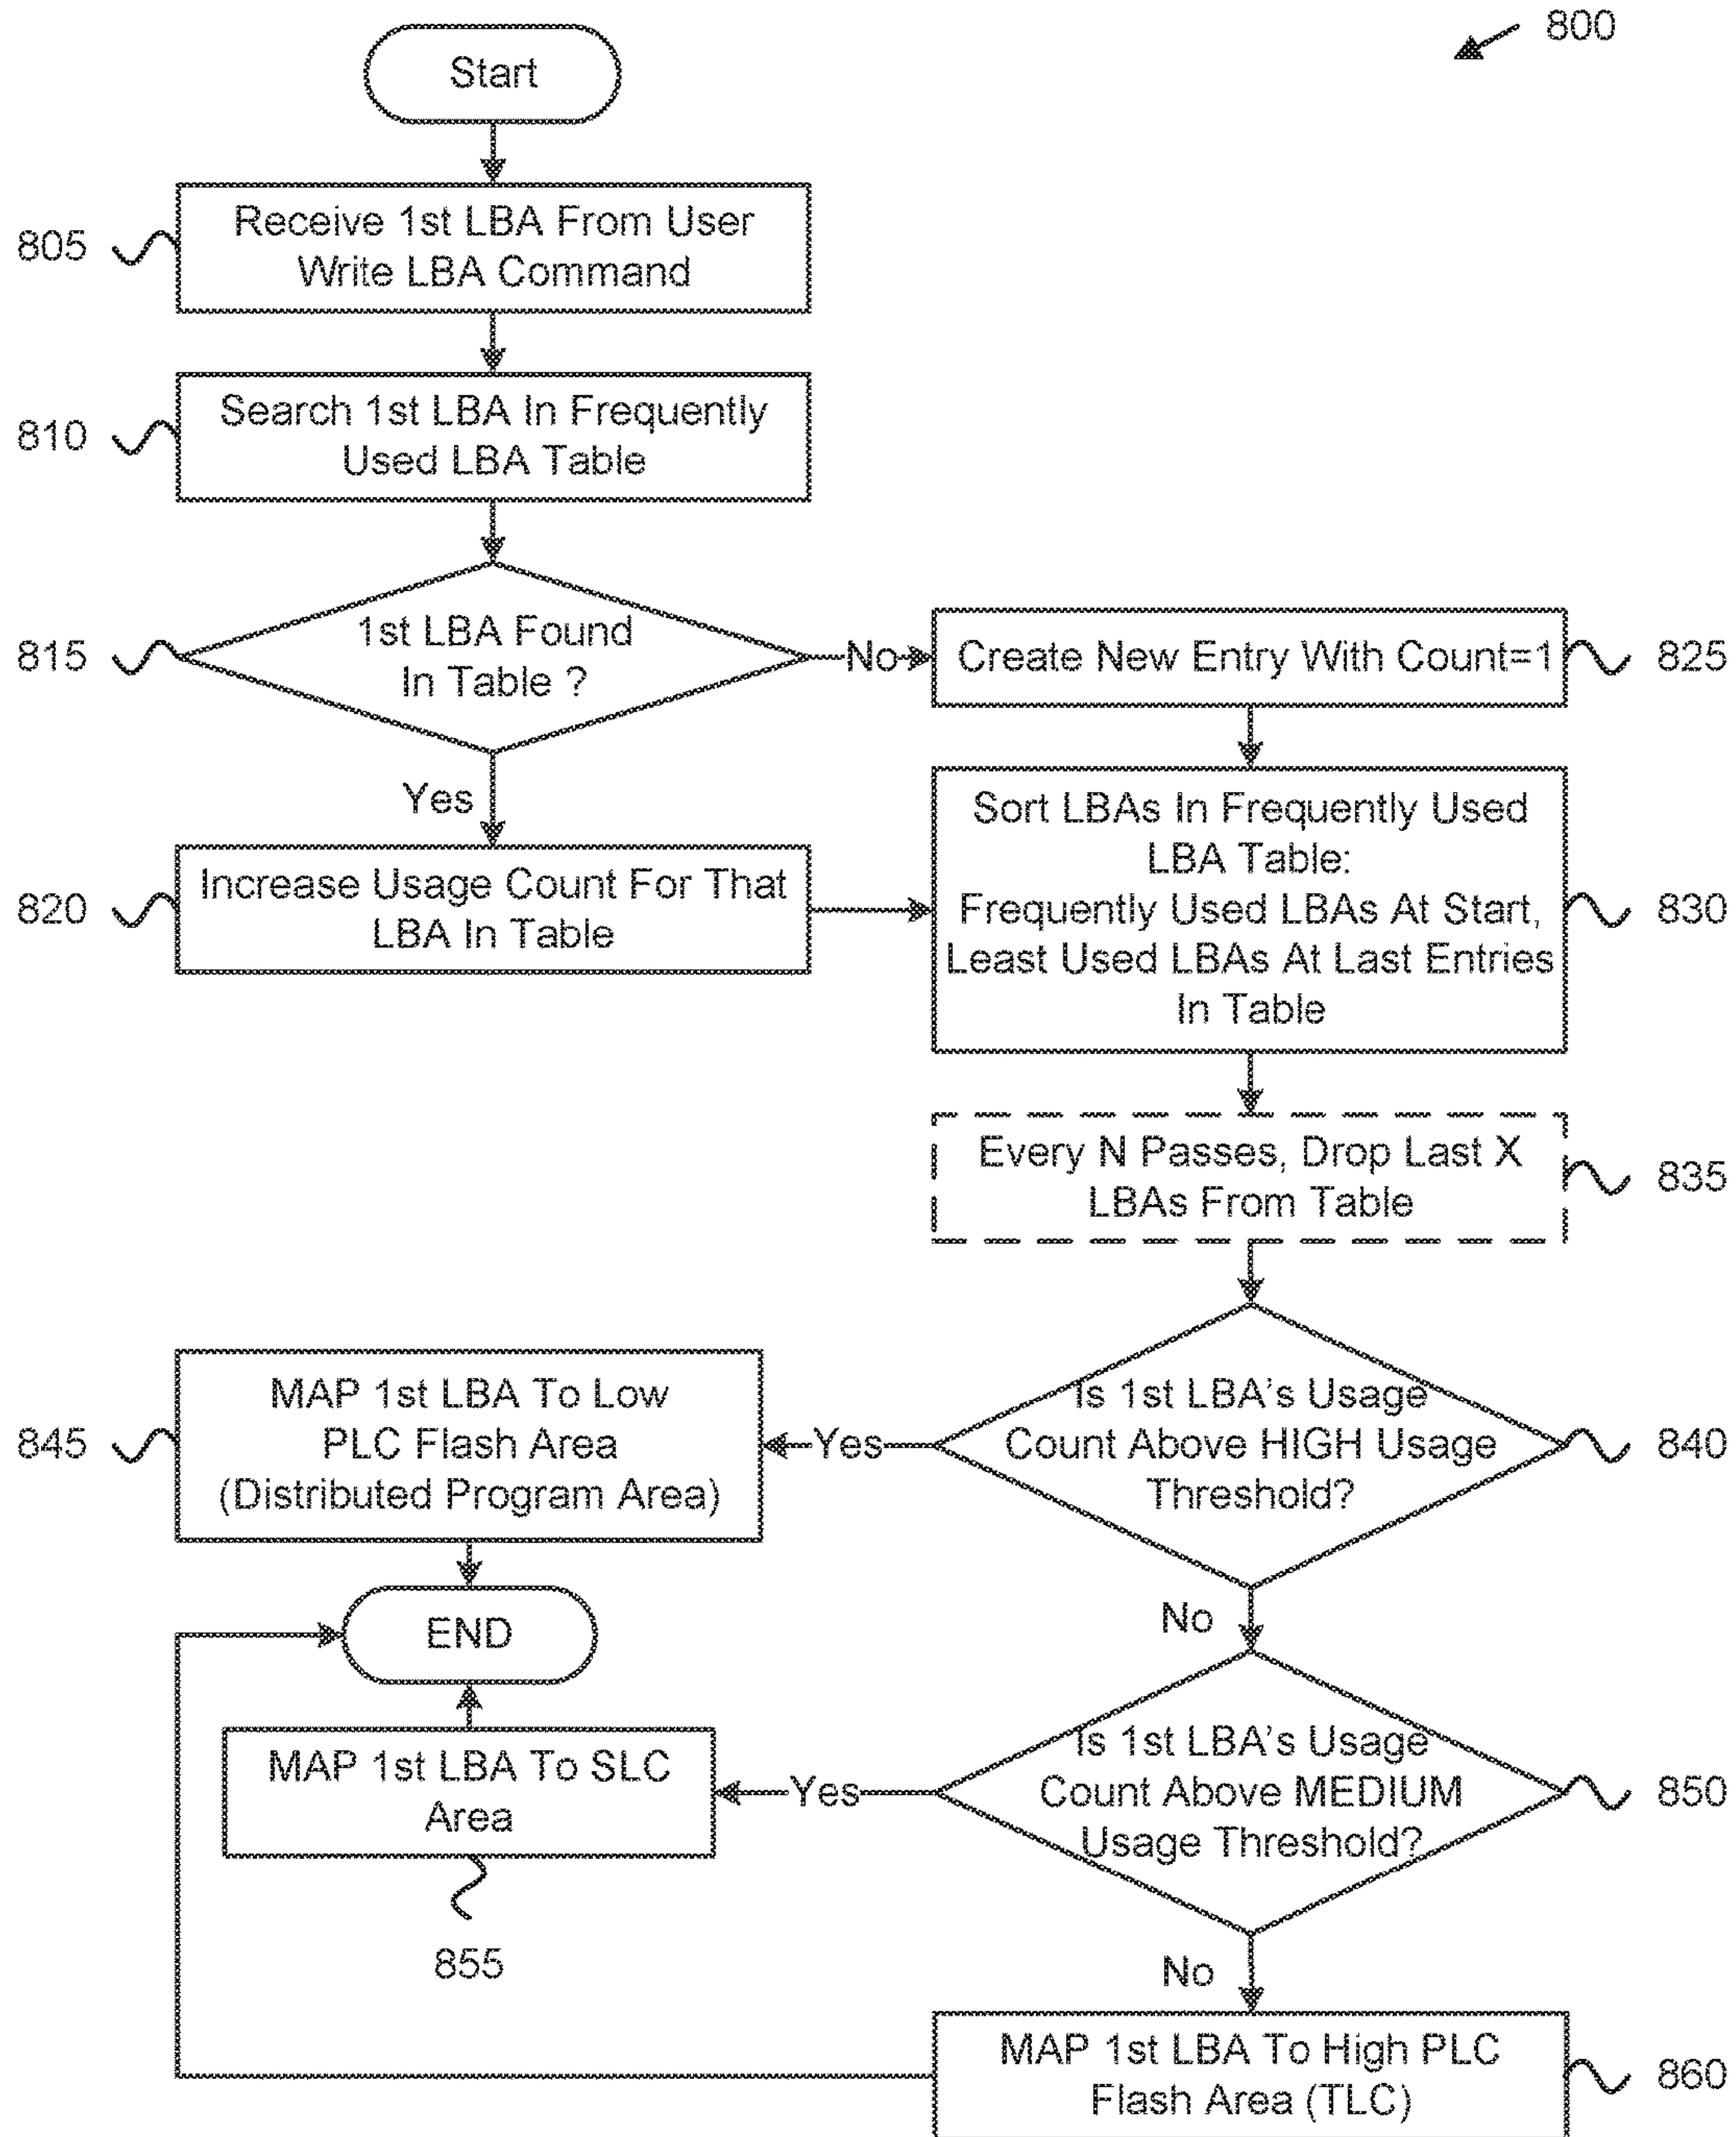 800
Start
805
Receive 1st LBA From User
Write LBA Command
810
Search 1st LBA In Frequently
Used LBA Table
815
1st LBA Found
In Table ?
No
Create New Entry With Count=1
825
Yes
820
Increase Usage Count For That
LBA In Table
Sort LBAs In Frequently Used
LBA Table:
Frequently Used LBAs At Start,
Least Used LBAs At Last Entries
In Table
830
Every N Passes, Drop Last X
LBAs From Table
835
Is 1st LBA's Usage
Count Above HIGH Usage
Threshold?
840
Yes
845
MAP 1st LBA To Low
PLC Flash Area
(Distributed Program Area)
END
No
Is 1st LBA's Usage
Count Above MEDIUM
Usage Threshold?
850
Yes
MAP 1st LBA To SLC
Area
855
No
MAP 1st LBA To High PLC
Flash Area (TLC)
860